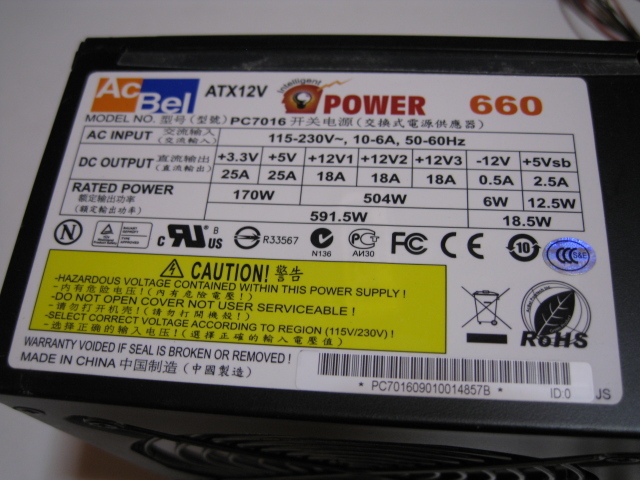 AcBel ATX12V intelligent POWER 660
MODEL NO. 型号(型號) PC7016 开关电源 (交換式電源供應器)
AC INPUT 交流输入 (交流輸入) 115-230V~, 10-6A, 50-60Hz
DC OUTPUT 直流输出 (直流輸出) +3.3V +5V +12V1 +12V2 +12V3 -12V +5Vsb
25A 25A 18A 18A 18A 0.5A 2.5A
RATED POWER 额定输出功率 (額定輸出功率) 170W 504W 6W 12.5W
591.5W 18.5W
N c RU US R33567 N136 АИ30 FC CE 10 CCC S&E
CAUTION! 警告
-HAZARDOUS VOLTAGE CONTAINED WITHIN THIS POWER SUPPLY !
-内有危险电压! (內有危險電壓!)
-DO NOT OPEN COVER NOT USER SERVICEABLE !
-请勿打开机壳! (請勿打開機殼!)
-SELECT CORRECT VOLTAGE ACCORDING TO REGION (115V/230V) !
-选择正确的输入电压! (選擇正確的輸入電壓值)
RoHS
WARRANTY VOIDED IF SEAL IS BROKEN OR REMOVED !
MADE IN CHINA 中国制造 (中國製造)
* PC701609010014857B * ID:0 JS